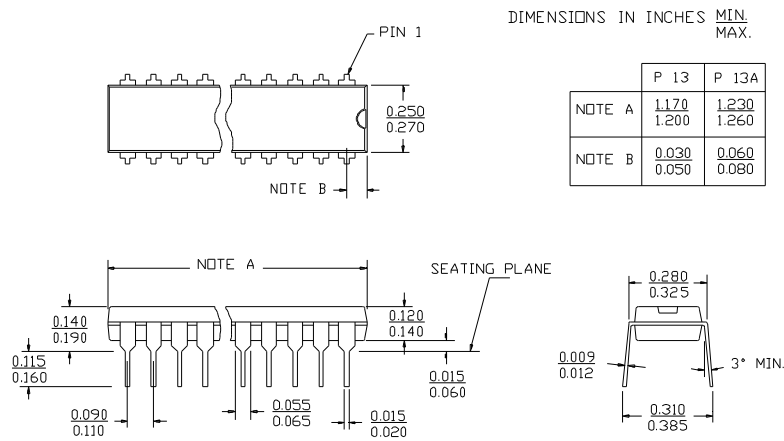 DIMENSIONS IN INCHES MIN.
MAX.
PIN 1
P 13 P 13A
NOTE A 1.170 1.230
1.200 1.260
NOTE B 0.030 0.060
0.050 0.080
0.250
0.270
NOTE B
NOTE A
SEATING PLANE
0.280
0.325
0.140
0.190
0.120
0.140
0.115
0.160
0.015
0.060
0.009
0.012
3° MIN.
0.090
0.110
0.055
0.065
0.015
0.020
0.310
0.385